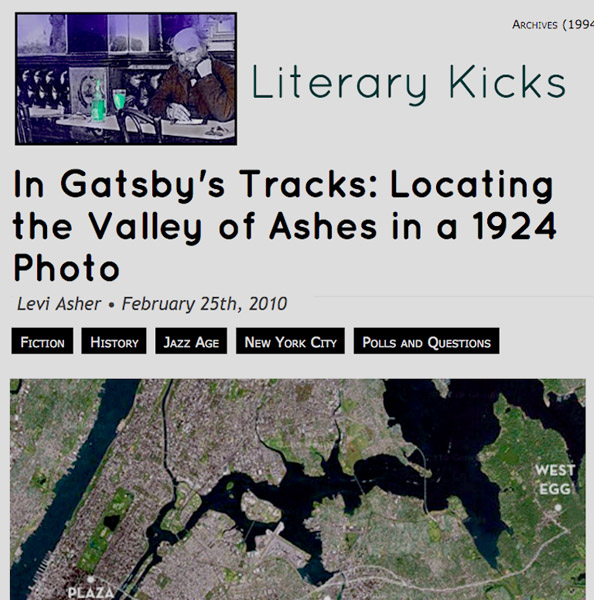 Archives (1994
Literary Kicks
In Gatsby's Tracks: Locating
the Valley of Ashes in a 1924
Photo
Levi Asher • February 25th, 2010
Fiction
History
Jazz Age
New York City
Polls and Questions
WEST
EGG
PLAZA